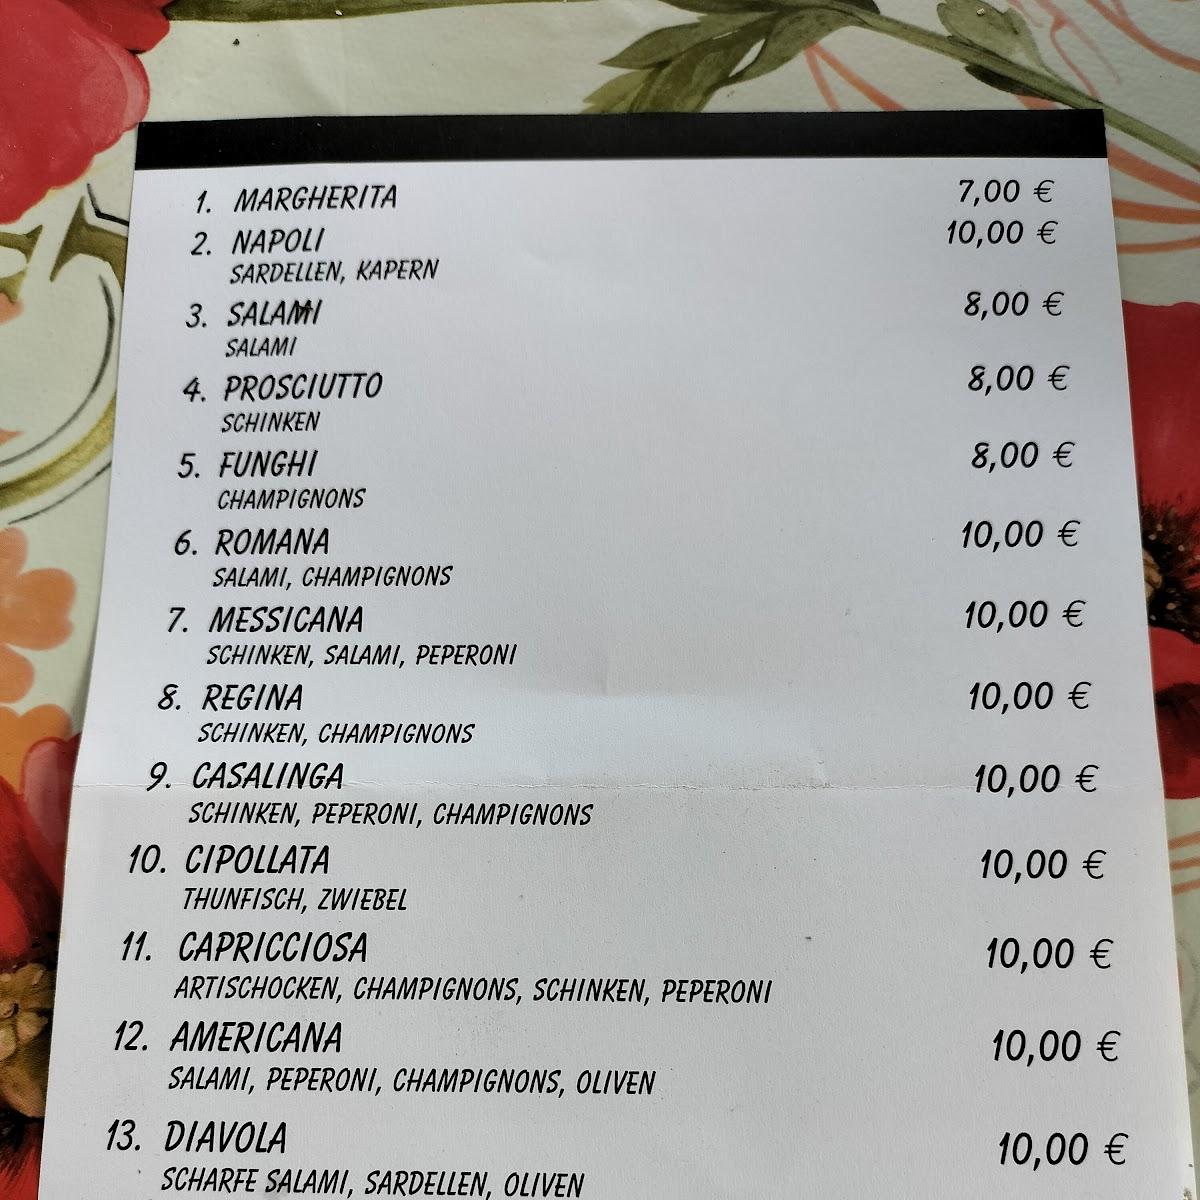 1. MARGHERITA 7,00 €
2. NAPOLI 10,00 €
SARDELLEN, KAPERN
3. SALAMI 8,00 €
SALAMI
4. PROSCIUTTO 8,00 €
SCHINKEN
5. FUNGHI 8,00 €
CHAMPIGNONS
6. ROMANA 10,00 €
SALAMI, CHAMPIGNONS
7. MESSICANA 10,00 €
SCHINKEN, SALAMI, PEPERONI
8. REGINA 10,00 €
SCHINKEN, CHAMPIGNONS
9. CASALINGA 10,00 €
SCHINKEN, PEPERONI, CHAMPIGNONS
10. CIPOLLATA 10,00 €
THUNFISCH, ZWIEBEL
11. CAPRICCIOSA 10,00 €
ARTISCHOCKEN, CHAMPIGNONS, SCHINKEN, PEPERONI
12. AMERICANA 10,00 €
SALAMI, PEPERONI, CHAMPIGNONS, OLIVEN
13. DIAVOLA 10,00 €
SCHARFE SALAMI, SARDELLEN, OLIVEN